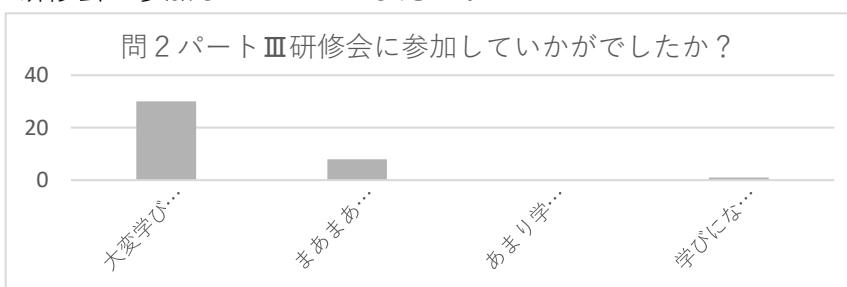 問２パートⅢ研修会に参加していかがでしたか？
40
20
0
大変学び…
まあまあ…
あまり学…
学びにな…